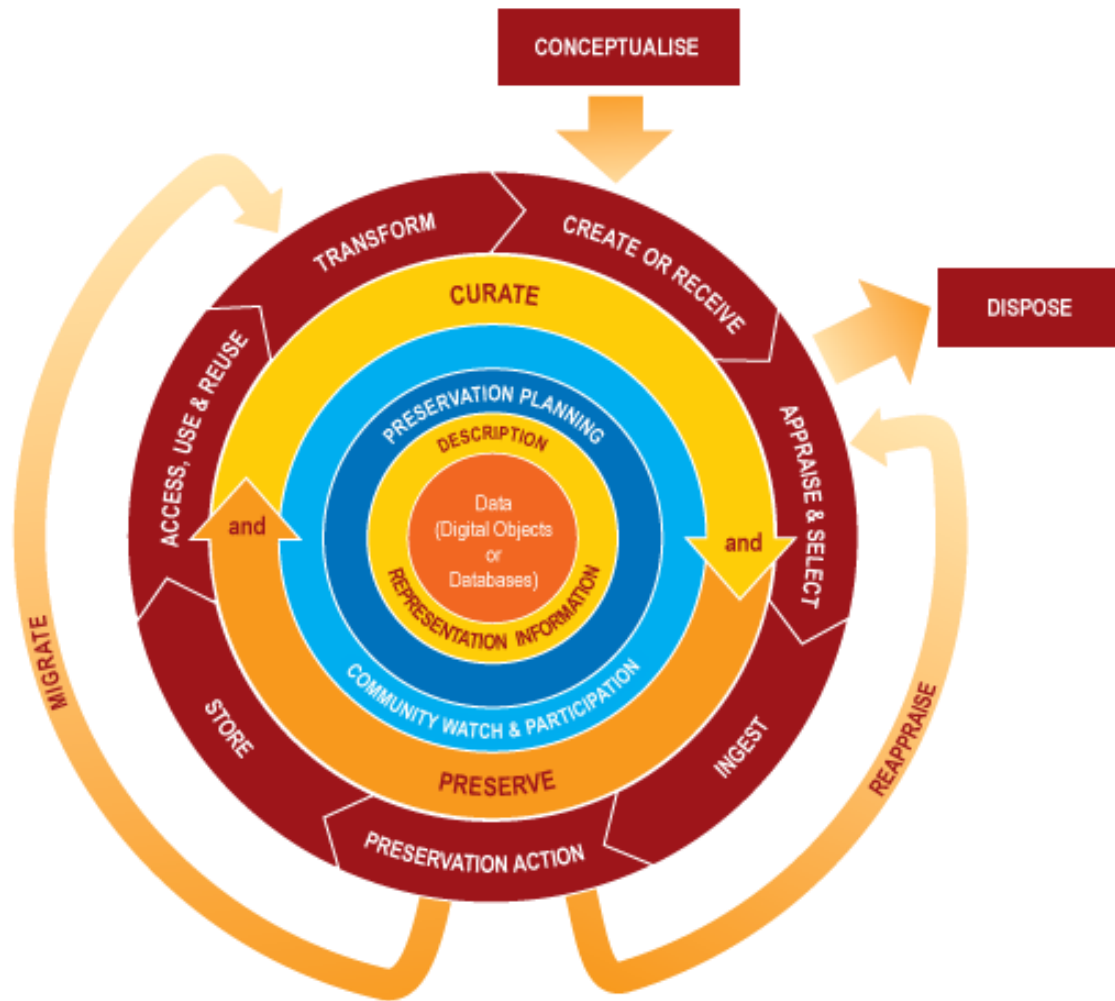 CONCEPTUALISE
TRANSFORM
CREATE OR RECEIVE
DISPOSE
CURATE
ACCESS, USE & REUSE
APPRAISE & SELECT
PRESERVATION PLANNING
DESCRIPTION
and
Data
(Digital Objects
or
Databases)
and
REPRESENTATION INFORMATION
COMMUNITY WATCH & PARTICIPATION
MIGRATE
STORE
INGEST
REAPPRAISE
PRESERVE
PRESERVATION ACTION